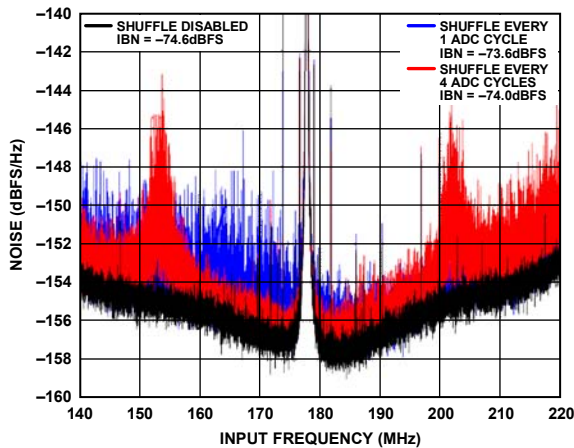 SHUFFLE DISABLED
IBN = –74.6dBFS
SHUFFLE EVERY
1 ADC CYCLE
IBN = –73.6dBFS
SHUFFLE EVERY
4 ADC CYCLES
IBN = –74.0dBFS
NOISE (dBFS/Hz)
–140
–142
–144
–146
–148
–150
–152
–154
–156
–158
–160
140
150
160
170
180
190
200
210
220
INPUT FREQUENCY (MHz)